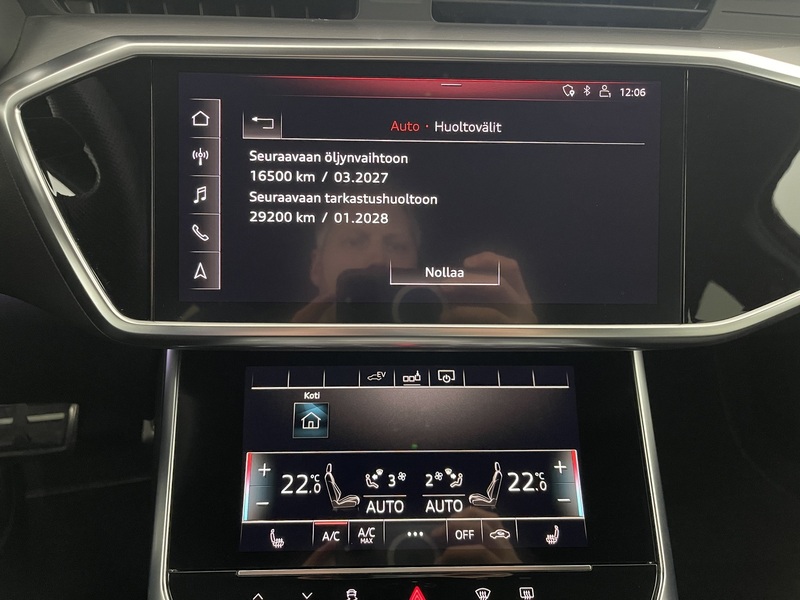 12:06
Auto · Huoltovälit
Seuraavaan öljynvaihtoon
16500 km / 03.2027
Seuraavaan tarkastushuoltoon
29200 km / 01.2028
Nollaa
EV
Koti
+ 22.0 °C 3 2 22.0 °C +
AUTO AUTO
A/C A/C MAX ••• OFF